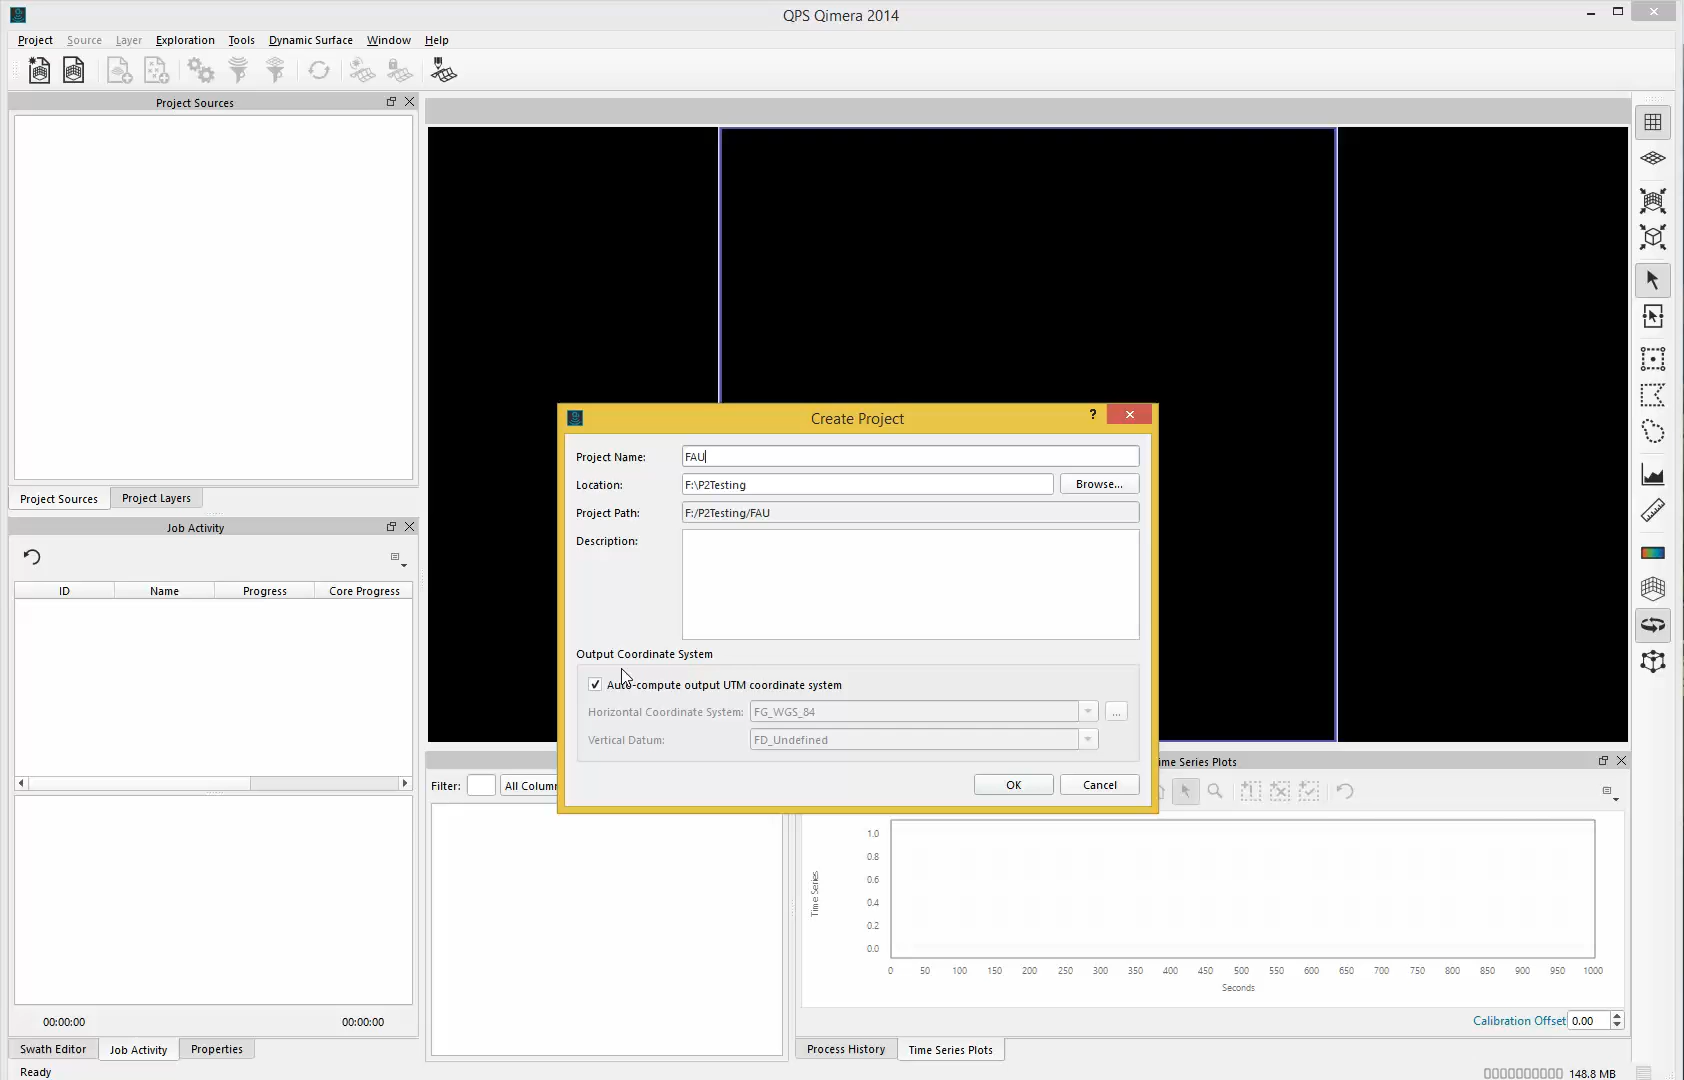 QPS Qimera 2014
Project Source Layer Exploration Tools Dynamic Surface Window Help
Project Sources
Project Sources Project Layers
Job Activity
ID Name Progress Core Progress
00:00:00 00:00:00
Swath Editor Job Activity Properties
Ready
Create Project
?
Project Name: FAU
Location: F:\P2Testing Browse...
Project Path: F:/P2Testing/FAU
Description:
Output Coordinate System
Auto-compute output UTM coordinate system
Horizontal Coordinate System: FG_WGS_84 ...
Vertical Datum: FD_Undefined
OK Cancel
Filter: All Colum
ime Series Plots
1.0
0.8
0.6
0.4
0.2
0.0
Time Series
0 50 100 150 200 250 300 350 400 450 500 550 600 650 700 750 800 850 900 950 1000
Seconds
Calibration Offset 0.00
Process History Time Series Plots
148.8 MB